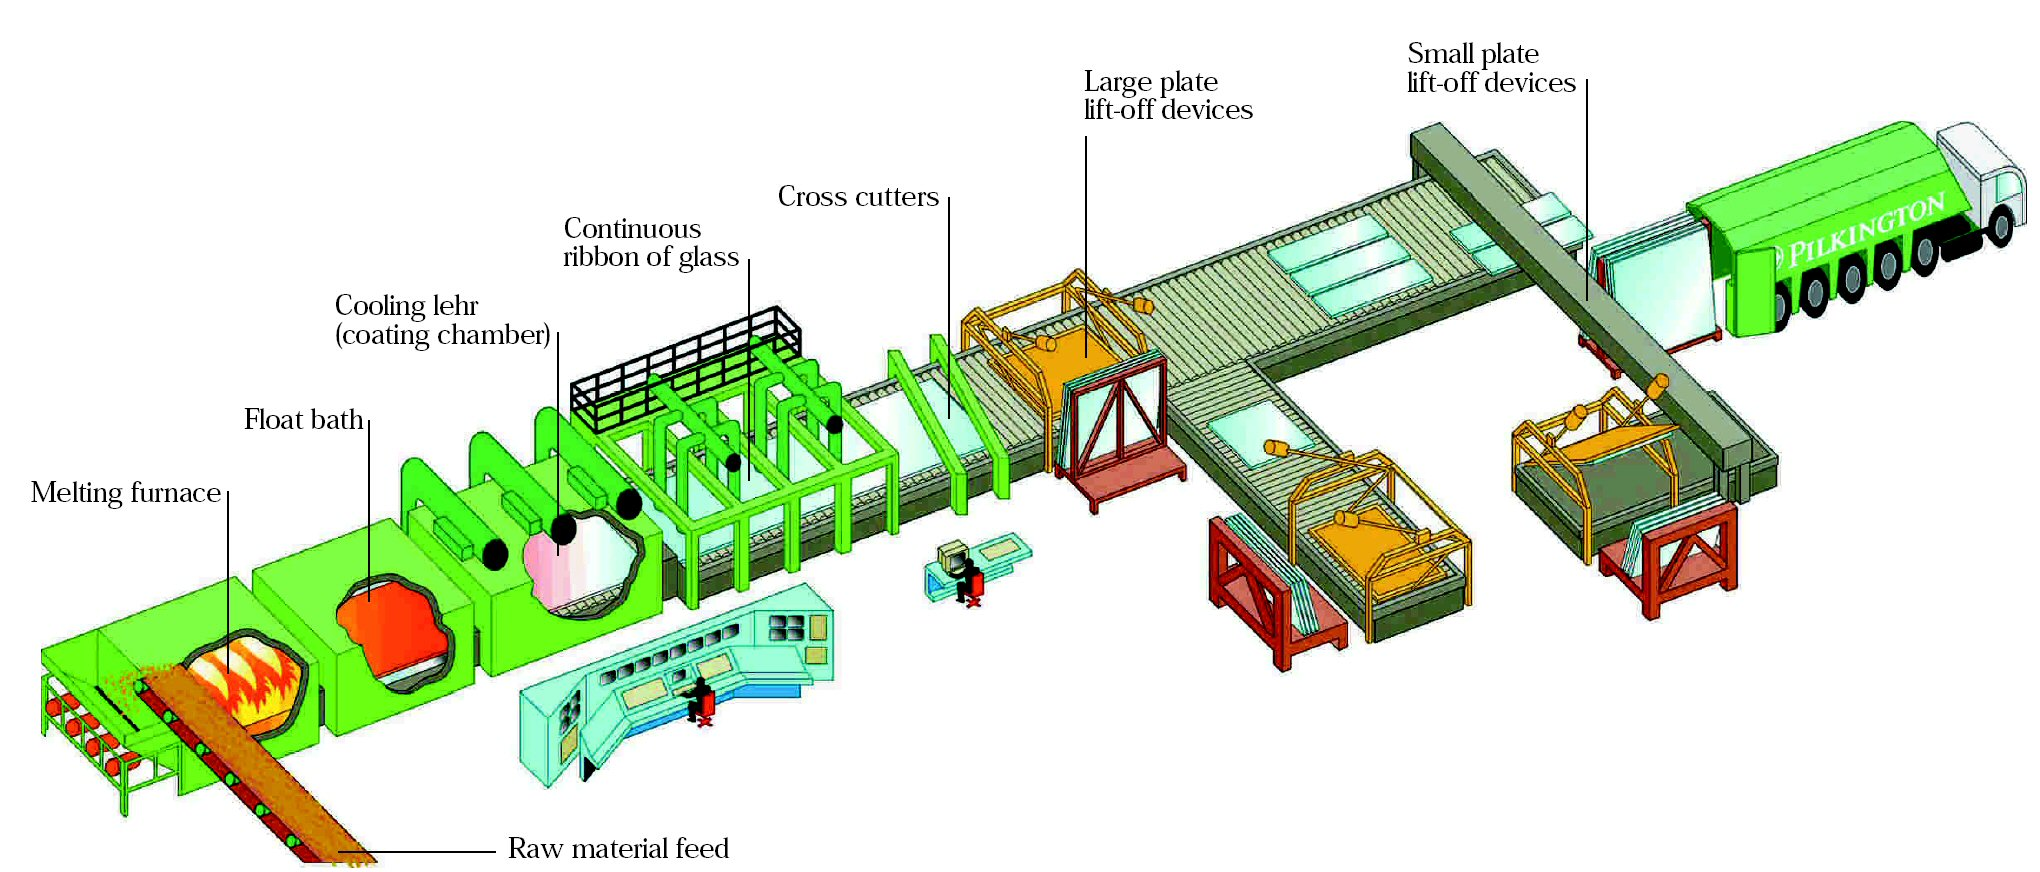 Small plate
lift-off devices
Large plate
lift-off devices
Cross cutters
Continuous
ribbon of glass
Cooling lehr
(coating chamber)
Float bath
Melting furnace
Raw material feed
PILKINGTON